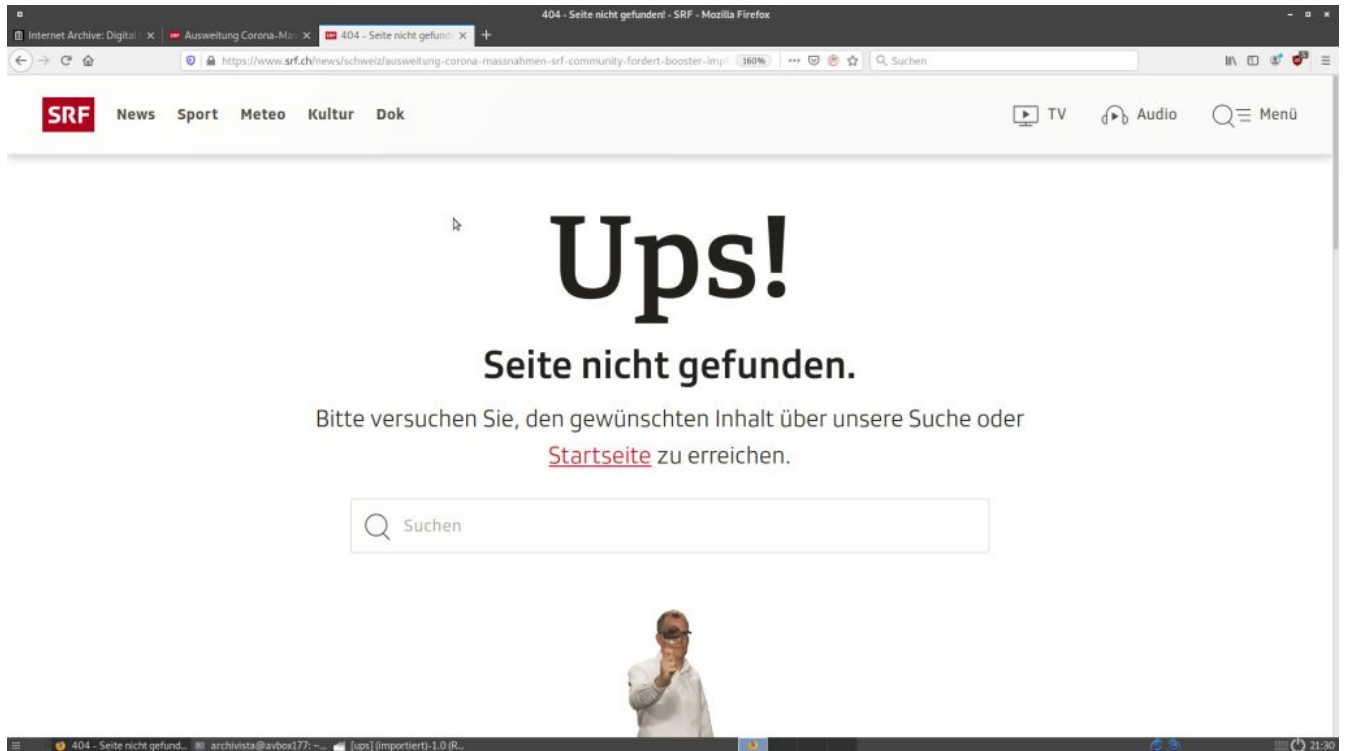 404 - Seite nicht gefunden! - SRF - Mozilla Firefox
Internet Archive: Digital
Ausweitung Corona-Ma
404 - Seite nicht gefund
https://www.srf.ch/news/schweiz/ausweitung-corona-massnahmen-srf-community-fordert-booster-imp
160%
Suchen
SRF News Sport Meteo Kultur Dok TV Audio Menü
Ups!
Seite nicht gefunden.
Bitte versuchen Sie, den gewünschten Inhalt über unsere Suche oder
Startseite zu erreichen.
Suchen
404 - Seite nicht gefund... archivista@avbox177: ~... [ups] (importiert)-1.0 (R... 21:30